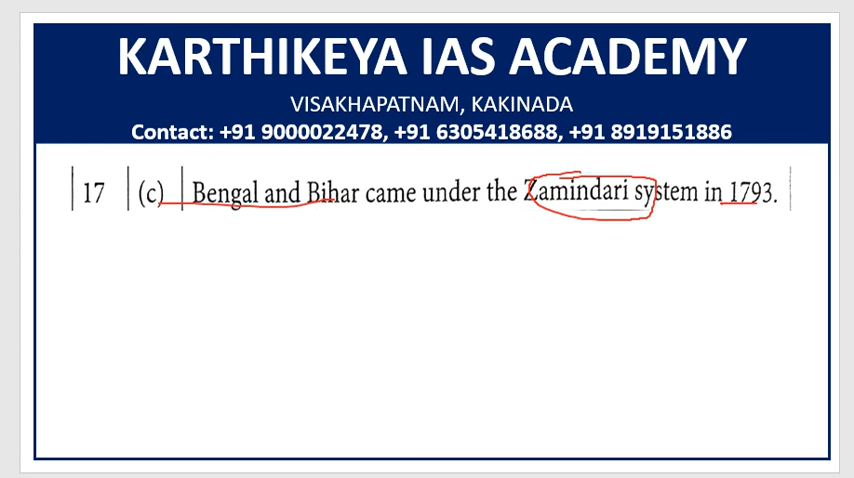 KARTHIKEYA IAS ACADEMY
VISAKHAPATNAM, KAKINADA
Contact: +91 9000022478, +91 6305418688, +91 8919151886
17 (c) Bengal and Bihar came under the Zamindari system in 1793.